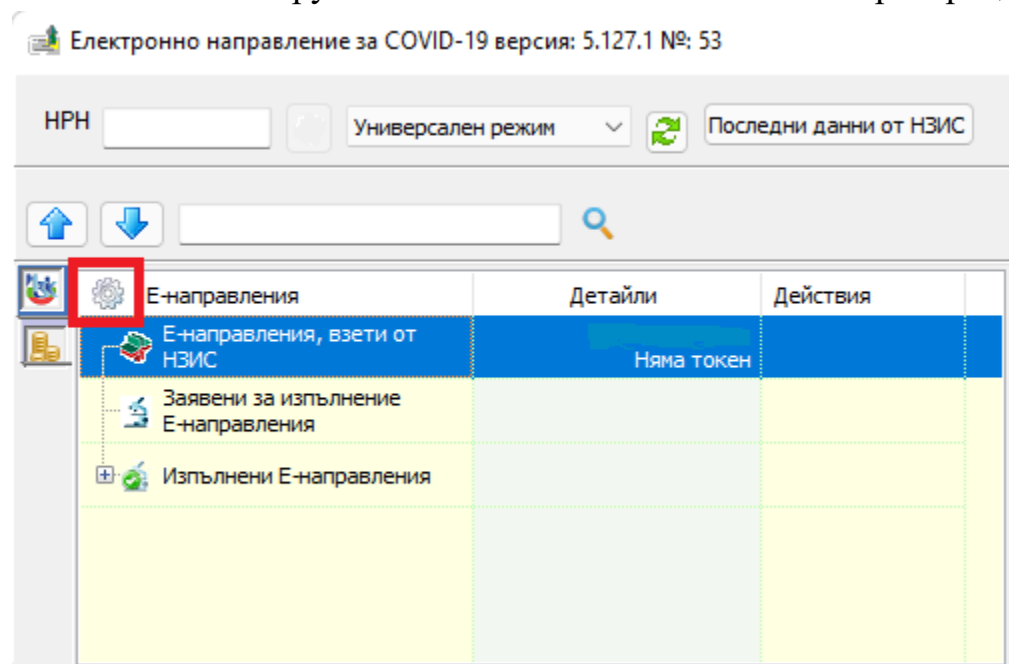 Електронно направление за COVID-19 версия: 5.127.1 №: 53
НРН Универсален режим Последни данни от НЗИС
Е-направления Детайли Действия
Е-направления, взети от
НЗИС Няма токен
Заявени за изпълнение
Е-направления
Изпълнени Е-направления